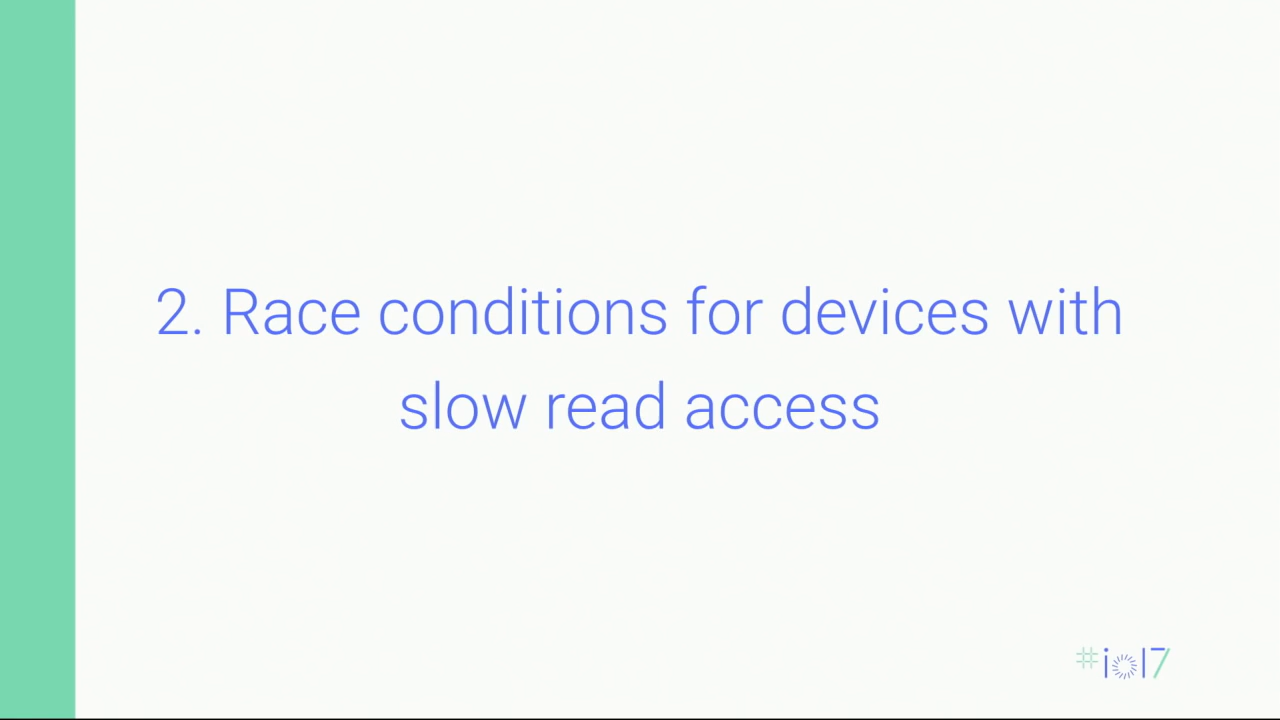 2. Race conditions for devices with
slow read access
#io17